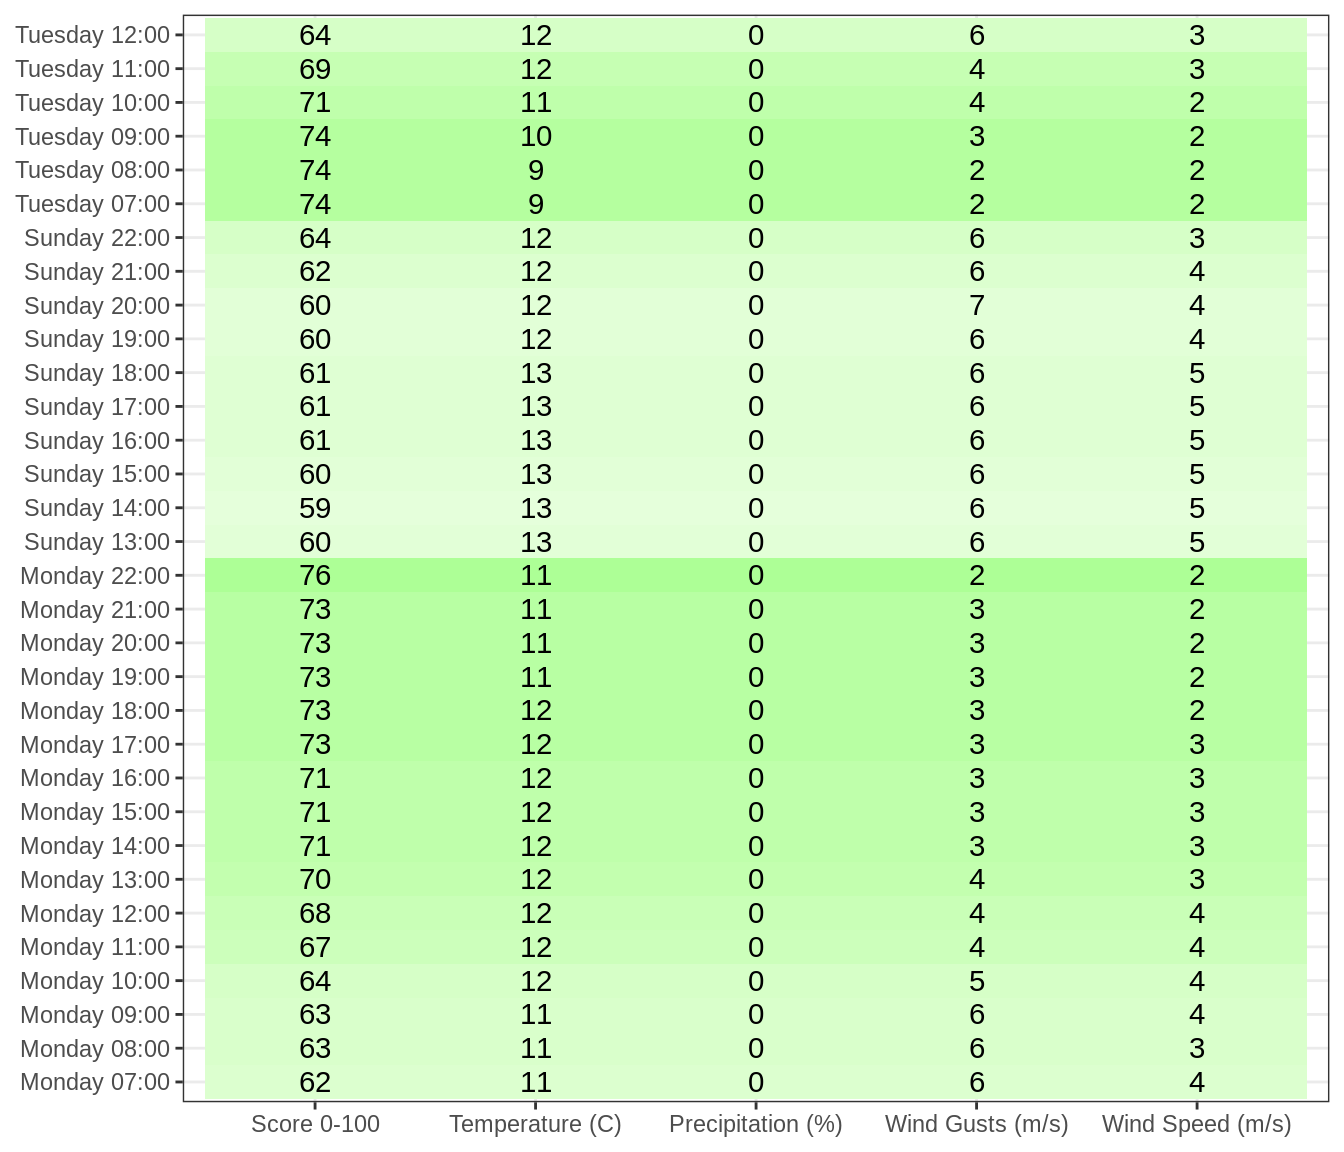 Tuesday 12:00 64 12 0 6 3
Tuesday 11:00 69 12 0 4 3
Tuesday 10:00 71 11 0 4 2
Tuesday 09:00 74 10 0 3 2
Tuesday 08:00 74 9 0 2 2
Tuesday 07:00 74 9 0 2 2
Sunday 22:00 64 12 0 6 3
Sunday 21:00 62 12 0 6 4
Sunday 20:00 60 12 0 7 4
Sunday 19:00 60 12 0 6 4
Sunday 18:00 61 13 0 6 5
Sunday 17:00 61 13 0 6 5
Sunday 16:00 61 13 0 6 5
Sunday 15:00 60 13 0 6 5
Sunday 14:00 59 13 0 6 5
Sunday 13:00 60 13 0 6 5
Monday 22:00 76 11 0 2 2
Monday 21:00 73 11 0 3 2
Monday 20:00 73 11 0 3 2
Monday 19:00 73 11 0 3 2
Monday 18:00 73 12 0 3 2
Monday 17:00 73 12 0 3 3
Monday 16:00 71 12 0 3 3
Monday 15:00 71 12 0 3 3
Monday 14:00 71 12 0 3 3
Monday 13:00 70 12 0 4 3
Monday 12:00 68 12 0 4 4
Monday 11:00 67 12 0 4 4
Monday 10:00 64 12 0 5 4
Monday 09:00 63 11 0 6 4
Monday 08:00 63 11 0 6 3
Monday 07:00 62 11 0 6 4
Score 0-100 Temperature (C) Precipitation (%) Wind Gusts (m/s) Wind Speed (m/s)